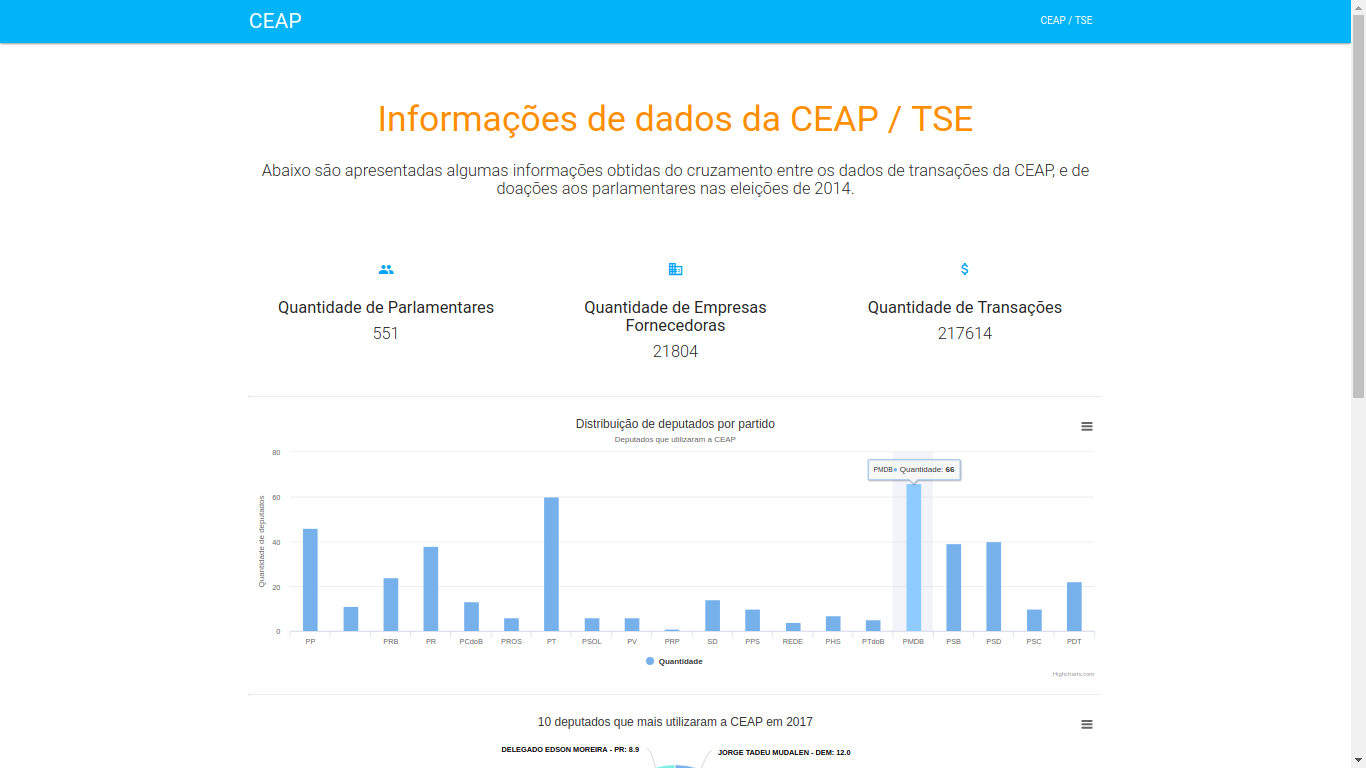 CEAP
CEAP / TSE
Informações de dados da CEAP / TSE
Abaixo são apresentadas algumas informações obtidas do cruzamento entre os dados de transações da CEAP, e de
doações aos parlamentares nas eleições de 2014.
Quantidade de Parlamentares
551
Quantidade de Empresas
Fornecedoras
21804
Quantidade de Transações
217614
Distribuição de deputados por partido
Deputados que utilizaram a CEAP
Quantidade de deputados
80
60
40
20
0
PMDB● Quantidade: 66
PP PRB PR PCdoB PROS PT PSOL PV PRP SD PPS REDE PHS PTdoB PMDB PSB PSD PSC PDT
Quantidade
Highcharts.com
10 deputados que mais utilizaram a CEAP em 2017
DELEGADO EDSON MOREIRA - PR: 8.9
JORGE TADEU MUDALEN - DEM: 12.0